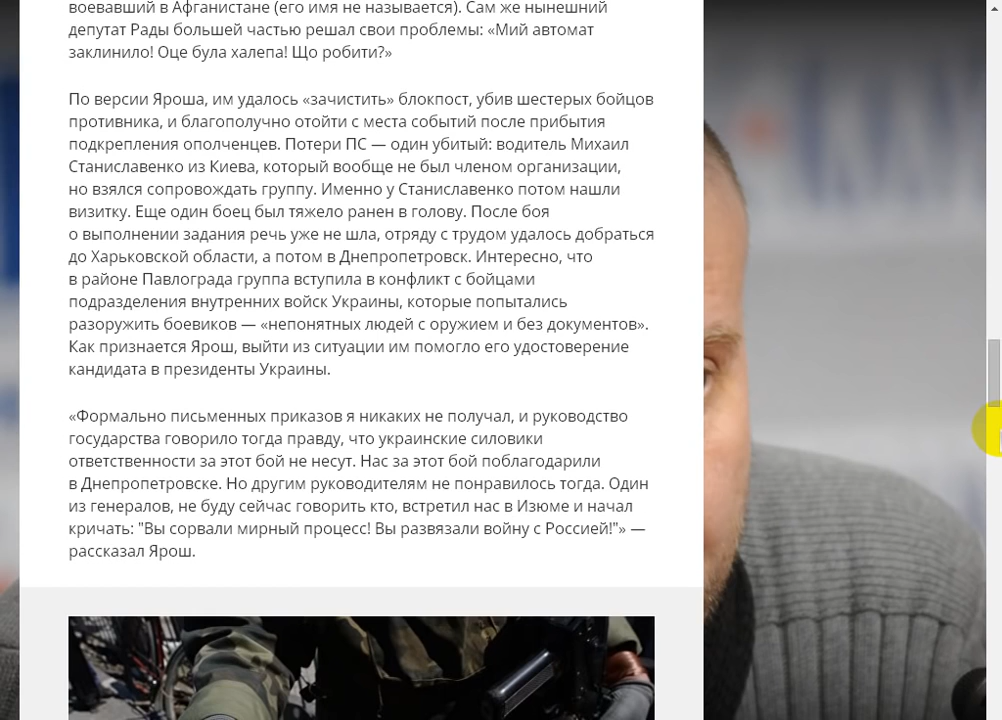 воевавший в Афганистане (его имя не называется). Сам же нынешний
депутат Рады большей частью решал свои проблемы: «Мий автомат
заклинило! Оце була халепа! Що робити?»
По версии Яроша, им удалось «зачистить» блокпост, убив шестерых бойцов
противника, и благополучно отойти с места событий после прибытия
подкрепления ополченцев. Потери ПС — один убитый: водитель Михаил
Станиславенко из Киева, который вообще не был членом организации,
но взялся сопровождать группу. Именно у Станиславенко потом нашли
визитку. Еще один боец был тяжело ранен в голову. После боя
о выполнении задания речь уже не шла, отряду с трудом удалось добраться
до Харьковской области, а потом в Днепропетровск. Интересно, что
в районе Павлограда группа вступила в конфликт с бойцами
подразделения внутренних войск Украины, которые попытались
разоружить боевиков — «непонятных людей с оружием и без документов».
Как признается Ярош, выйти из ситуации им помогло его удостоверение
кандидата в президенты Украины.
«Формально письменных приказов я никаких не получал, и руководство
государства говорило тогда правду, что украинские силовики
ответственности за этот бой не несут. Нас за этот бой поблагодарили
в Днепропетровске. Но другим руководителям не понравилось тогда. Один
из генералов, не буду сейчас говорить кто, встретил нас в Изюме и начал
кричать: "Вы сорвали мирный процесс! Вы развязали войну с Россией!"» —
рассказал Ярош.